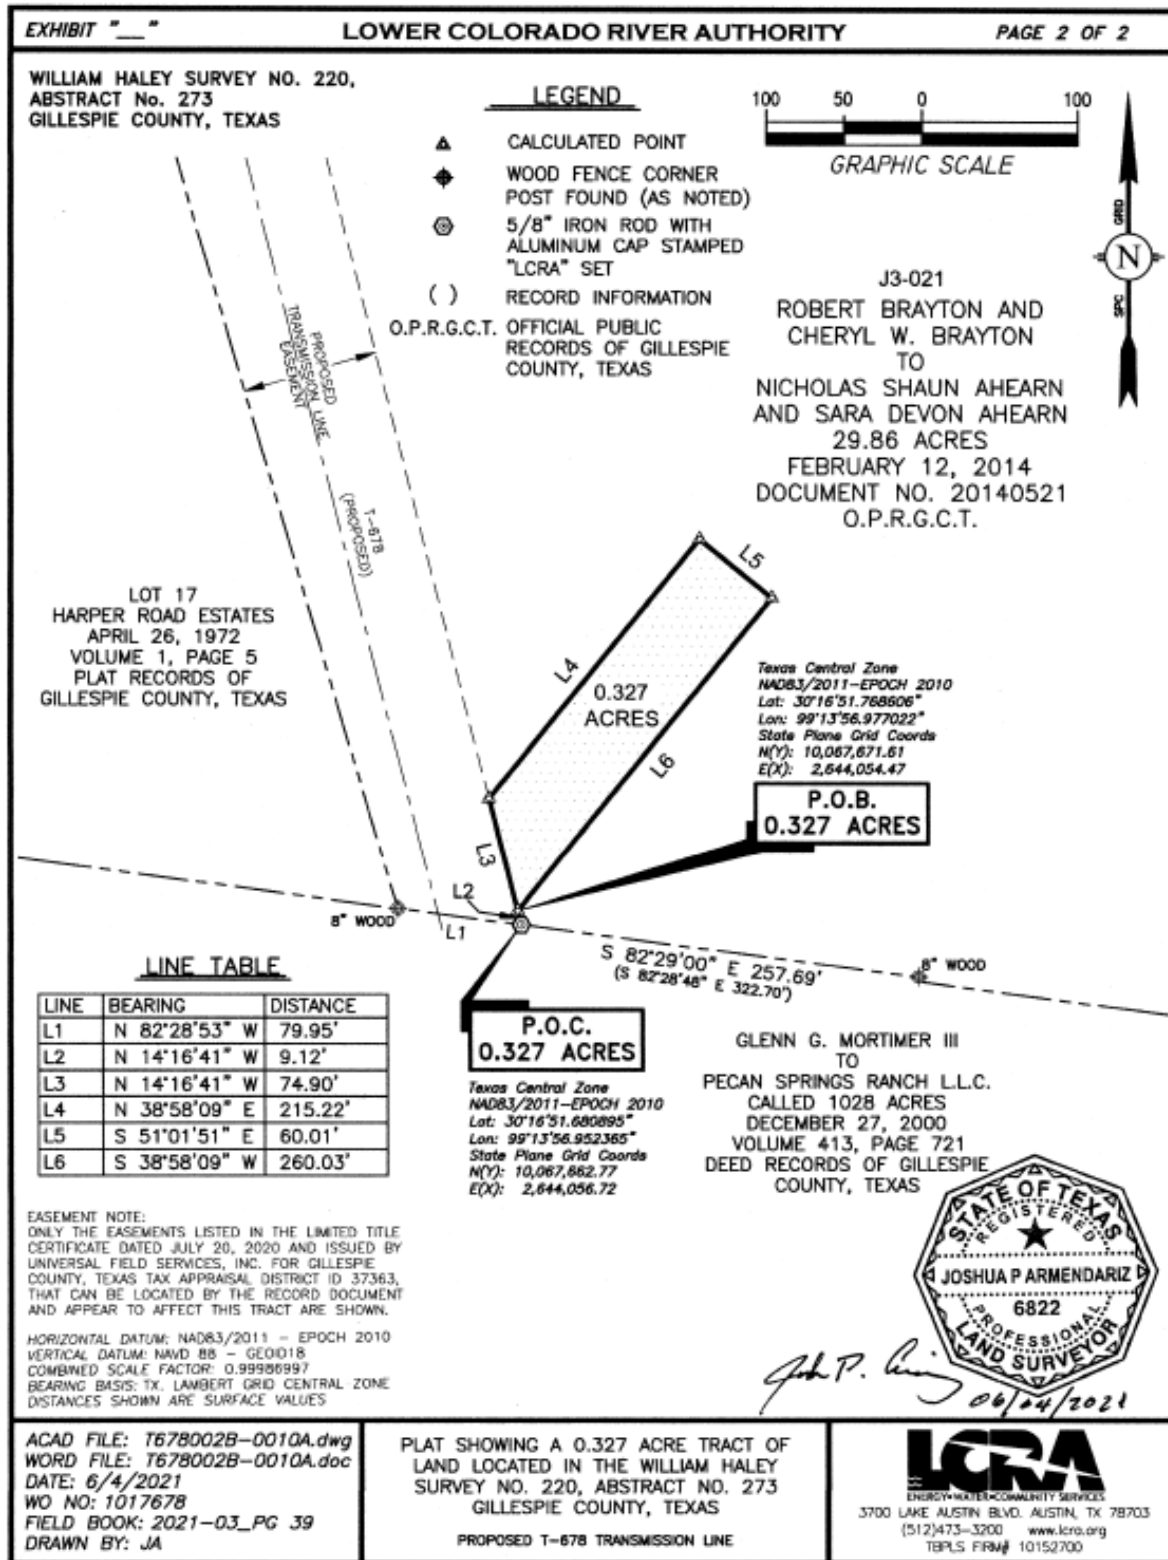 EXHIBIT "__"
LOWER COLORADO RIVER AUTHORITY
PAGE 2 OF 2
WILLIAM HALEY SURVEY NO. 220,
ABSTRACT No. 273
GILLESPIE COUNTY, TEXAS
LEGEND
CALCULATED POINT
WOOD FENCE CORNER
POST FOUND (AS NOTED)
5/8" IRON ROD WITH
ALUMINUM CAP STAMPED
"LCRA" SET
( ) RECORD INFORMATION
O.P.R.G.C.T. OFFICIAL PUBLIC
RECORDS OF GILLESPIE
COUNTY, TEXAS
100 50 0 100
GRAPHIC SCALE
GRID
N
SPC
J3-021
ROBERT BRAYTON AND
CHERYL W. BRAYTON
TO
NICHOLAS SHAUN AHEARN
AND SARA DEVON AHEARN
29.86 ACRES
FEBRUARY 12, 2014
DOCUMENT NO. 20140521
O.P.R.G.C.T.
PROPOSED
TRANSMISSION LINE
EASEMENT
T-678
(PROPOSED)
LOT 17
HARPER ROAD ESTATES
APRIL 26, 1972
VOLUME 1, PAGE 5
PLAT RECORDS OF
GILLESPIE COUNTY, TEXAS
L5
L4
0.327
ACRES
L6
L3
L2
L1
Texas Central Zone
NAD83/2011-EPOCH 2010
Lat: 30°16'51.768606"
Lon: 99°13'56.977022"
State Plane Grid Coords
N(Y): 10,067,671.61
E(X): 2,644,054.47
P.O.B.
0.327 ACRES
8" WOOD
S 82°29'00" E 257.69'
(S 82°28'48" E 322.70')
8" WOOD
P.O.C.
0.327 ACRES
Texas Central Zone
NAD83/2011-EPOCH 2010
Lat: 30°16'51.680895"
Lon: 99°13'56.952365"
State Plane Grid Coords
N(Y): 10,067,662.77
E(X): 2,644,056.72
LINE TABLE
LINE BEARING DISTANCE
L1 N 82°28'53" W 79.95'
L2 N 14°16'41" W 9.12'
L3 N 14°16'41" W 74.90'
L4 N 38°58'09" E 215.22'
L5 S 51°01'51" E 60.01'
L6 S 38°58'09" W 260.03'
GLENN G. MORTIMER III
TO
PECAN SPRINGS RANCH L.L.C.
CALLED 1028 ACRES
DECEMBER 27, 2000
VOLUME 413, PAGE 721
DEED RECORDS OF GILLESPIE
COUNTY, TEXAS
EASEMENT NOTE:
ONLY THE EASEMENTS LISTED IN THE LIMITED TITLE
CERTIFICATE DATED JULY 20, 2020 AND ISSUED BY
UNIVERSAL FIELD SERVICES, INC. FOR GILLESPIE
COUNTY, TEXAS TAX APPRAISAL DISTRICT ID 37363,
THAT CAN BE LOCATED BY THE RECORD DOCUMENT
AND APPEAR TO AFFECT THIS TRACT ARE SHOWN.
HORIZONTAL DATUM: NAD83/2011 - EPOCH 2010
VERTICAL DATUM: NAVD 88 - GEOID18
COMBINED SCALE FACTOR: 0.99986997
BEARING BASIS: TX. LAMBERT GRID CENTRAL ZONE
DISTANCES SHOWN ARE SURFACE VALUES
STATE OF TEXAS
REGISTERED
JOSHUA P ARMENDARIZ
6822
PROFESSIONAL
LAND SURVEYOR
06/04/2021
ACAD FILE: T678002B-0010A.dwg
WORD FILE: T678002B-0010A.doc
DATE: 6/4/2021
WO NO: 1017678
FIELD BOOK: 2021-03_PG 39
DRAWN BY: JA
PLAT SHOWING A 0.327 ACRE TRACT OF
LAND LOCATED IN THE WILLIAM HALEY
SURVEY NO. 220, ABSTRACT NO. 273
GILLESPIE COUNTY, TEXAS
PROPOSED T-678 TRANSMISSION LINE
LCRA
ENERGY•WATER•COMMUNITY SERVICES
3700 LAKE AUSTIN BLVD. AUSTIN, TX 78703
(512)473-3200 www.lcra.org
TBPLS FIRM# 10152700